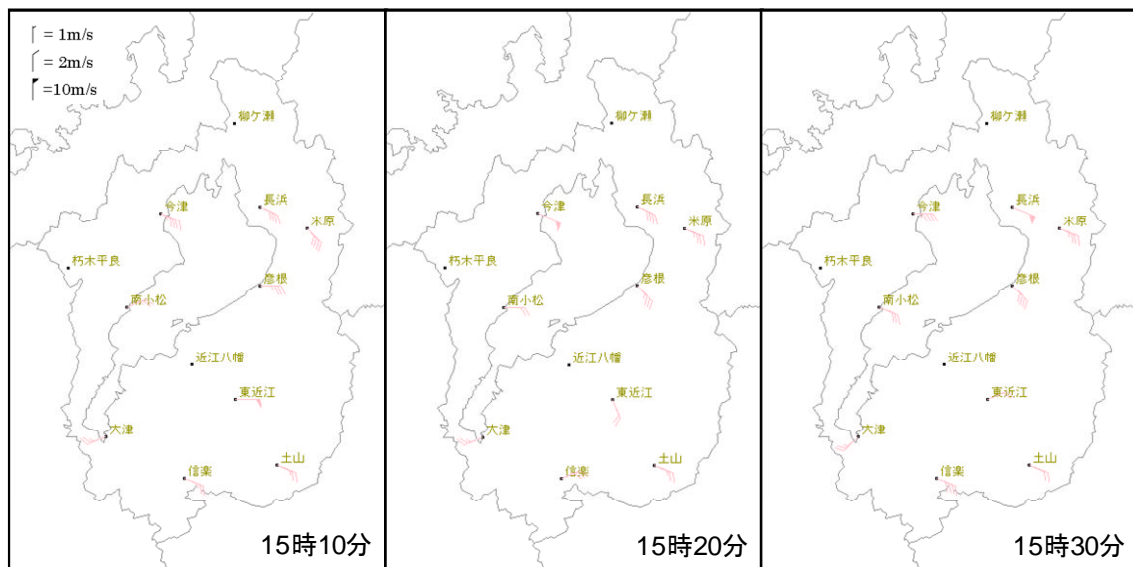 = 1m/s
= 2m/s
=10m/s
柳ケ瀬
今津
長浜
米原
朽木平良
南小松
彦根
近江八幡
東近江
大津
信楽
土山
15時10分
柳ケ瀬
今津
長浜
米原
朽木平良
南小松
彦根
近江八幡
東近江
大津
信楽
土山
15時20分
柳ケ瀬
今津
長浜
米原
朽木平良
南小松
彦根
近江八幡
東近江
大津
信楽
土山
15時30分